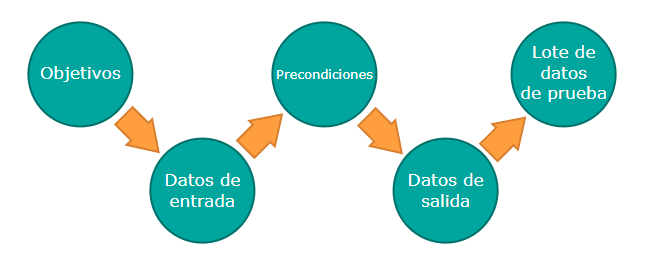 Objetivos
Datos de
entrada
Precondiciones
Datos de
salida
Lote de
datos
de prueba